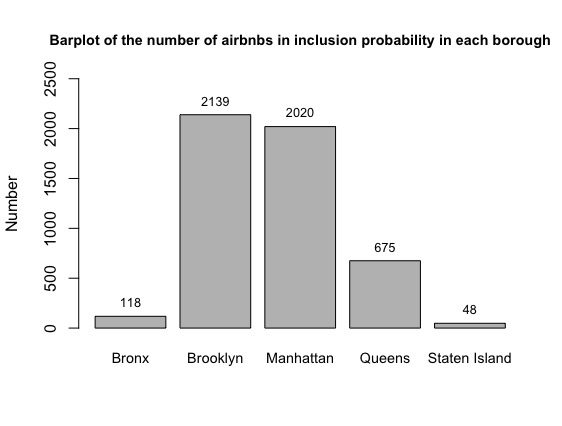 Barplot of the number of airbnbs in inclusion probability in each borough
Number
2500
2000
1500
1000
500
0
118
2139
2020
675
48
Bronx
Brooklyn
Manhattan
Queens
Staten Island